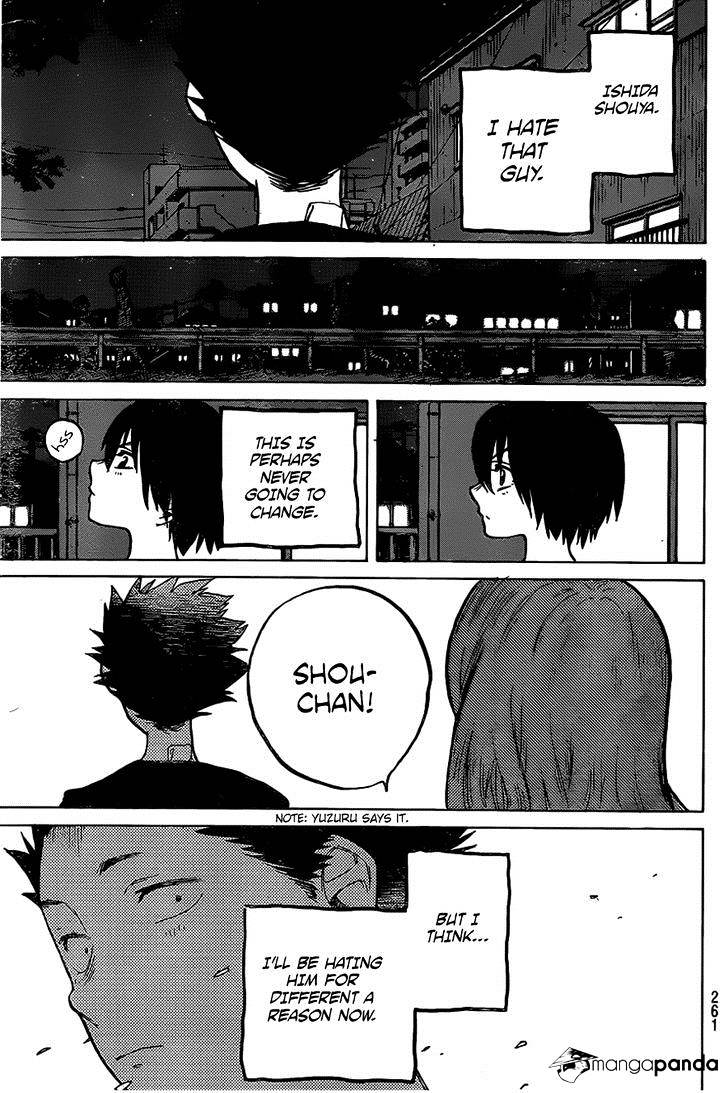 ISHIDA
SHOUYA.
I HATE
THAT
GUY.
hss
THIS IS
PERHAPS
NEVER
GOING TO
CHANGE.
SHOU-
CHAN!
NOTE: YUZURU SAYS IT.
BUT I
THINK...
I'LL BE HATING
HIM FOR
DIFFERENT A
REASON NOW.
261
mangapanda